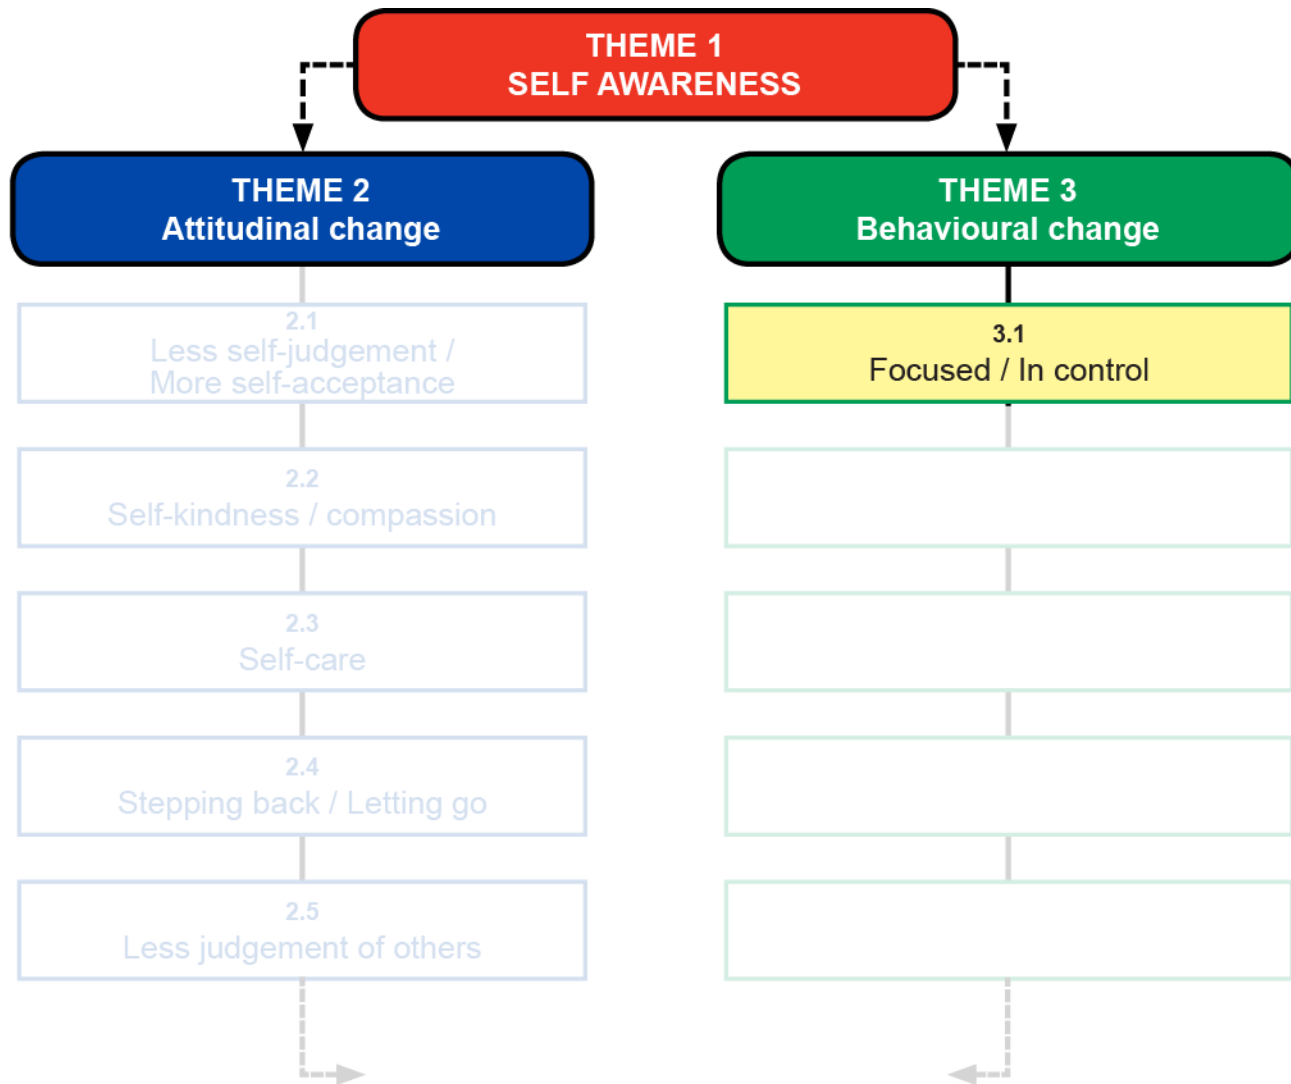 THEME 1
SELF AWARENESS
THEME 2
Attitudinal change
2.1
Less self-judgement /
More self-acceptance
2.2
Self-kindness / compassion
2.3
Self-care
2.4
Stepping back / Letting go
2.5
Less judgement of others
THEME 3
Behavioural change
3.1
Focused / In control